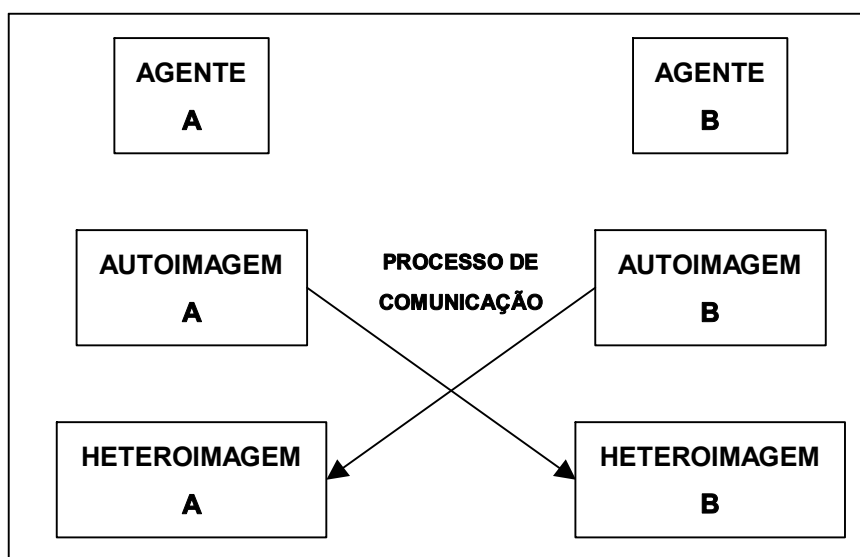 AGENTE
A
AGENTE
B
AUTOIMAGEM
A
PROCESSO DE
COMUNICAÇÃO
AUTOIMAGEM
B
HETEROIMAGEM
A
HETEROIMAGEM
B